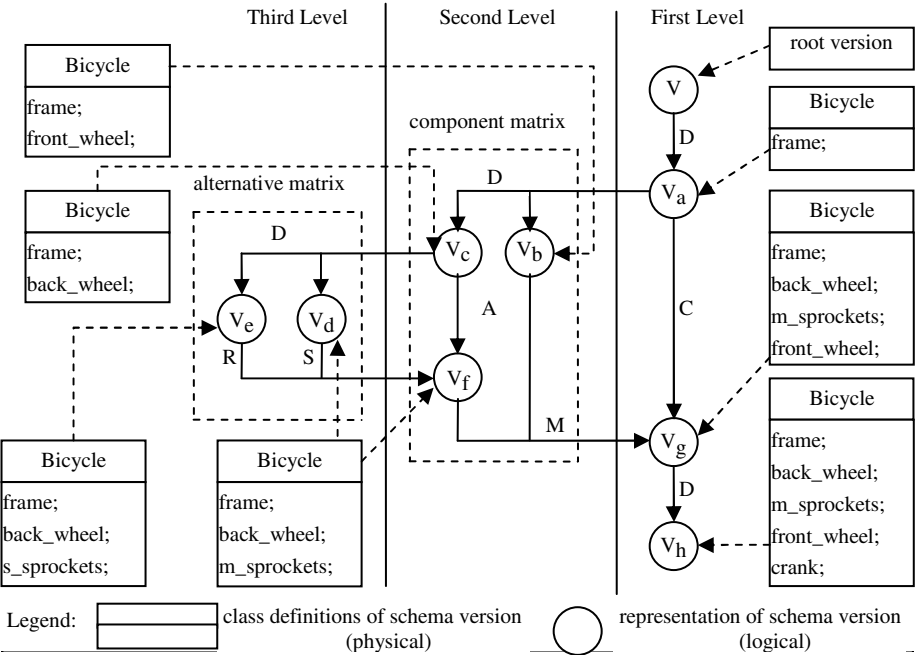 Third Level
Second Level
First Level
Bicycle
frame;
front_wheel;
root version
V
D
Bicycle
frame;
component matrix
alternative matrix
D
Va
Bicycle
frame;
back_wheel;
Bicycle
frame;
back_wheel;
m_sprockets;
front_wheel;
D
Vc
Vb
Ve
Vd
A
C
R
S
Vf
Bicycle
frame;
back_wheel;
m_sprockets;
front_wheel;
crank;
M
Vg
D
Vh
Bicycle
frame;
back_wheel;
s_sprockets;
Bicycle
frame;
back_wheel;
m_sprockets;
Legend:
class definitions of schema version
(physical)
representation of schema version
(logical)